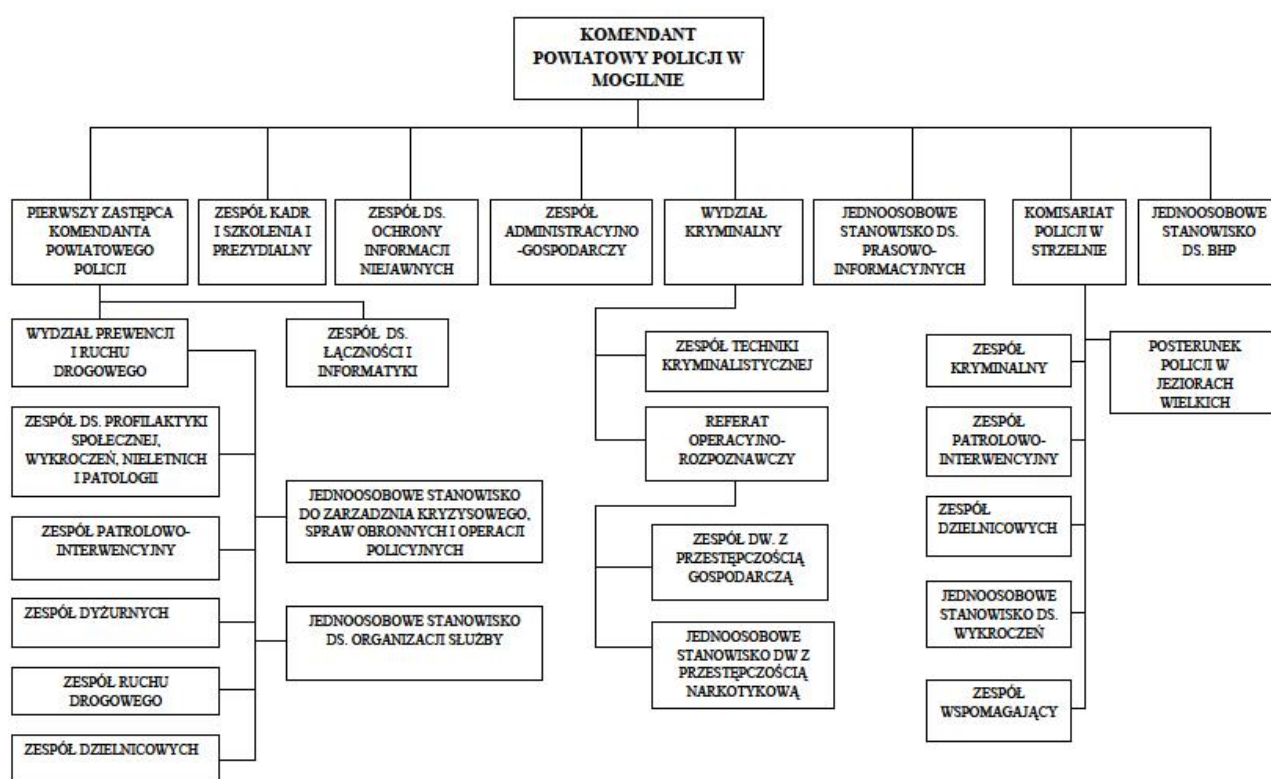 KOMENDANT
POWIATOWY POLICJI W
MOGILNIE
PIERWSZY ZASTĘPCA
KOMENDANTA
POWIATOWEGO
POLICJI
ZESPÓŁ KADR
I SZKOLENIA I
PREZYDIALNY
ZESPÓŁ DS.
OCHRONY
INFORMACJI
NIEJAWNYCH
ZESPÓŁ
ADMINISTRACYJNO
-GOSPODARCZY
WYDZIAŁ
KRYMINALNY
JEDNOOSOBOWE
STANOWISKO DS.
PRASOWO-
INFORMACYJNYCH
KOMISARIAT
POLICJI W
STRZELNIE
JEDNOOSOBOWE
STANOWISKO
DS. BHP
WYDZIAŁ PREWENCJI
I RUCHU
DROGOWEGO
ZESPÓŁ DS.
ŁĄCZNOŚCI I
INFORMATYKI
ZESPÓŁ DS. PROFILAKTYKI
SPOŁECZNEJ,
WYKROCZEŃ, NIELETNICH
I PATOLOGII
ZESPÓŁ PATROLOWO-
INTERWENCYJNY
ZESPÓŁ DYŻURNYCH
ZESPÓŁ RUCHU
DROGOWEGO
ZESPÓŁ DZIELNICOWYCH
JEDNOOSOBOWE STANOWISKO
DO ZARZADZNIA KRYZYSOWEGO,
SPRAW OBRONNYCH I OPERACJI
POLICYJNYCH
JEDNOOSOBOWE STANOWISKO
DS. ORGANIZACJI SŁUŻBY
ZESPÓŁ TECHNIKI
KRYMINALISTYCZNEJ
REFERAT
OPERACYJNO-
ROZPOZNAWCZY
ZESPÓŁ DW. Z
PRZESTĘPCZOŚCIĄ
GOSPODARCZĄ
JEDNOOSOBOWE
STANOWISKO DW Z
PRZESTĘPCZOŚCIĄ
NARKOTYKOWĄ
ZESPÓŁ
KRYMINALNY
ZESPÓŁ
PATROLOWO-
INTERWENCYJNY
ZESPÓŁ
DZIELNICOWYCH
JEDNOOSOBOWE
STANOWISKO DS.
WYKROCZEŃ
ZESPÓŁ
WSPOMAGAJĄCY
POSTERUNEK
POLICJI W
JEZIORACH
WIELKICH